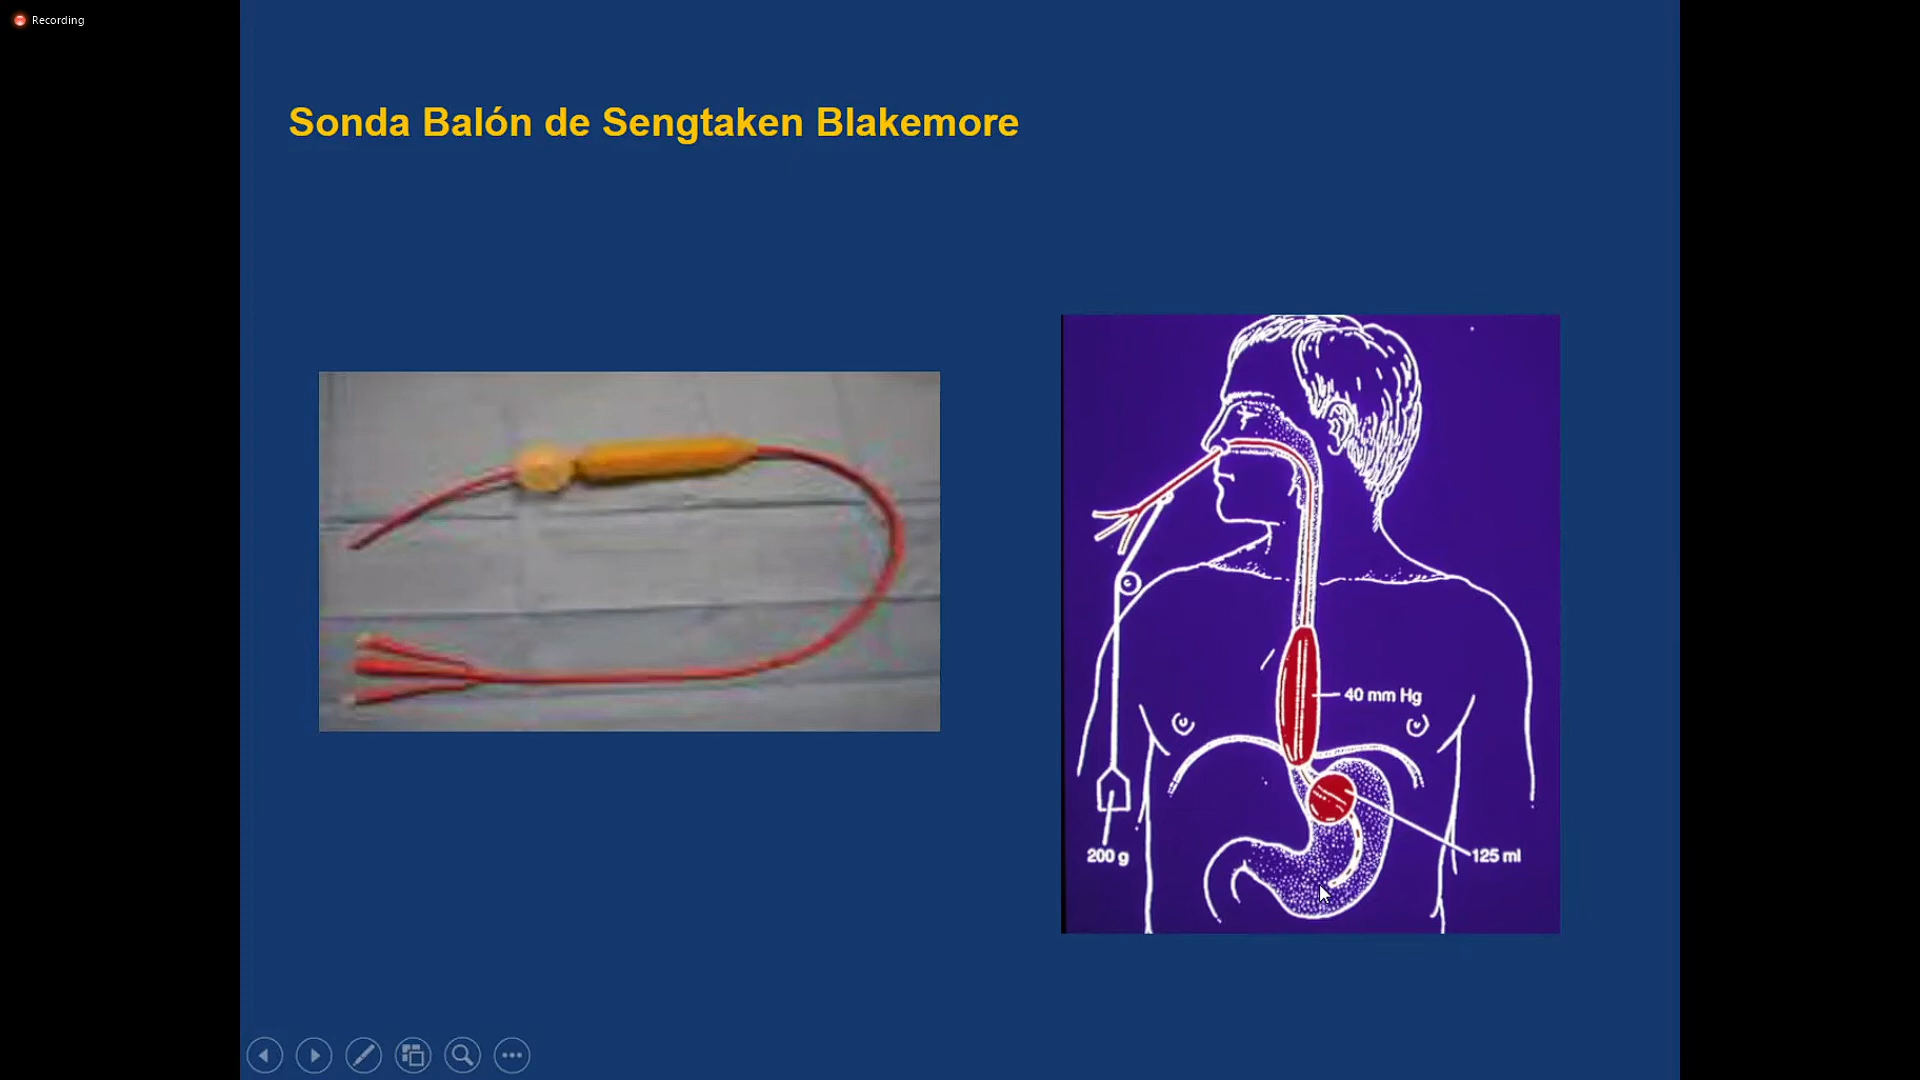 Recording
Sonda Balón de Sengtaken Blakemore
40 mm Hg
200 g
125 ml